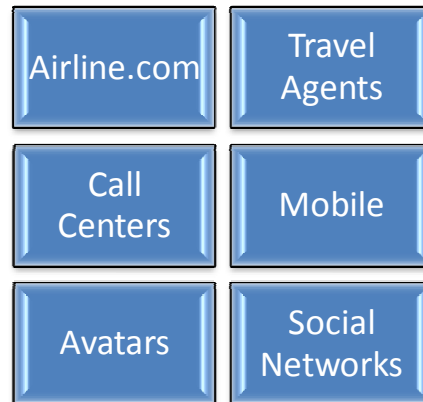 Airline.com
Travel
Agents
Call
Centers
Mobile
Avatars
Social
Networks